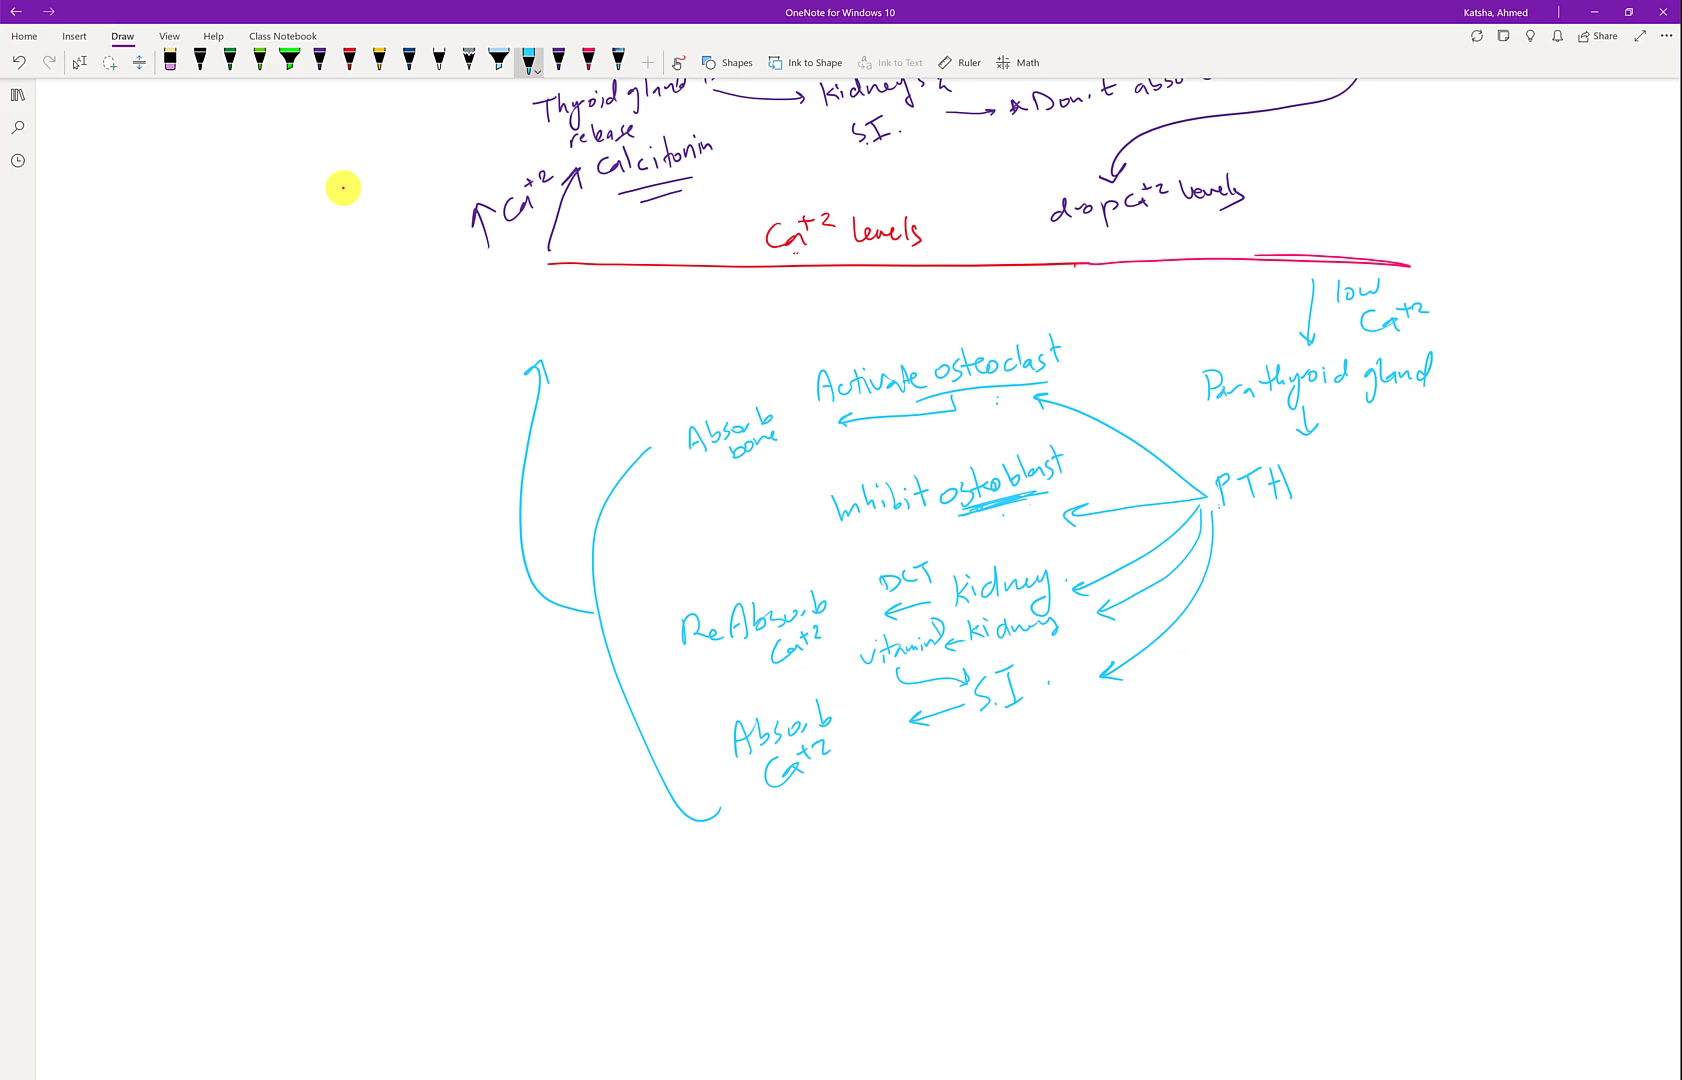 OneNote for Windows 10
Katsha, Ahmed
Home Insert Draw View Help Class Notebook
Share
Shapes Ink to Shape Ink to Text Ruler Math
Thyroid gland
release
Calcitonin
Kidney's &
S.I.
* Don't
↑ Ca+2
drop Ca+2 levels
Ca+2 levels
low
Ca+2
Parathyroid gland
PTH
Activate osteoclast
Absorb
bone
Inhibit osteoblast
DCT Kidney
ReAbsorb
Ca+2
vitamin D Kidney
S.I.
Absorb
Ca+2